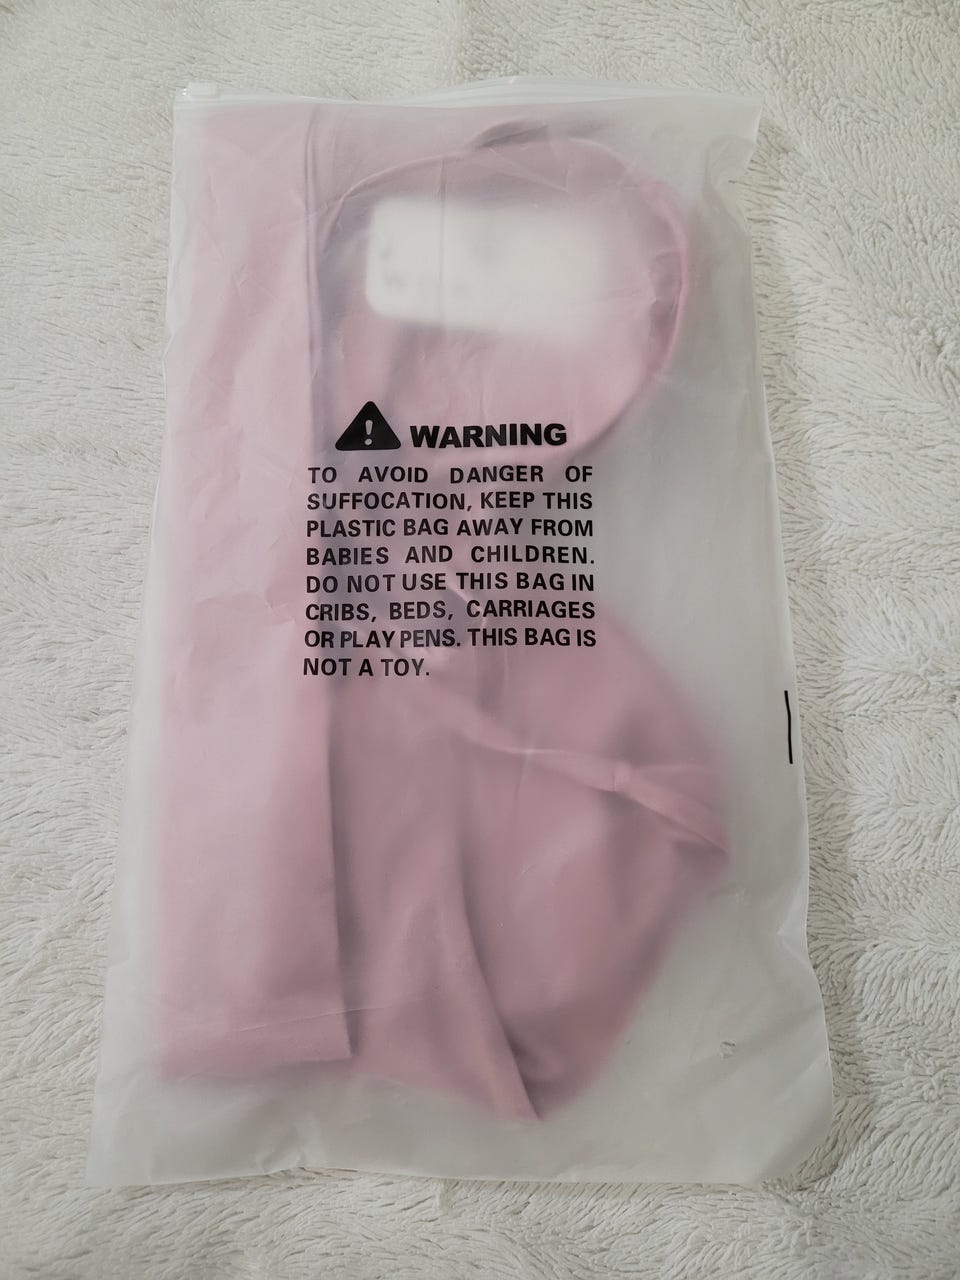 ! WARNING
TO AVOID DANGER OF
SUFFOCATION, KEEP THIS
PLASTIC BAG AWAY FROM
BABIES AND CHILDREN.
DO NOT USE THIS BAG IN
CRIBS, BEDS, CARRIAGES
OR PLAY PENS. THIS BAG IS
NOT A TOY.